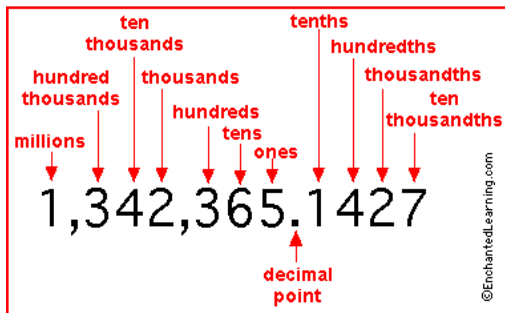 ten
thousands
tenths
hundredths
hundred
thousands
thousands
thousandths
hundreds
ten
thousandths
millions
tens
ones
1,342,365.1427
decimal
point
©EnchantedLearning.com